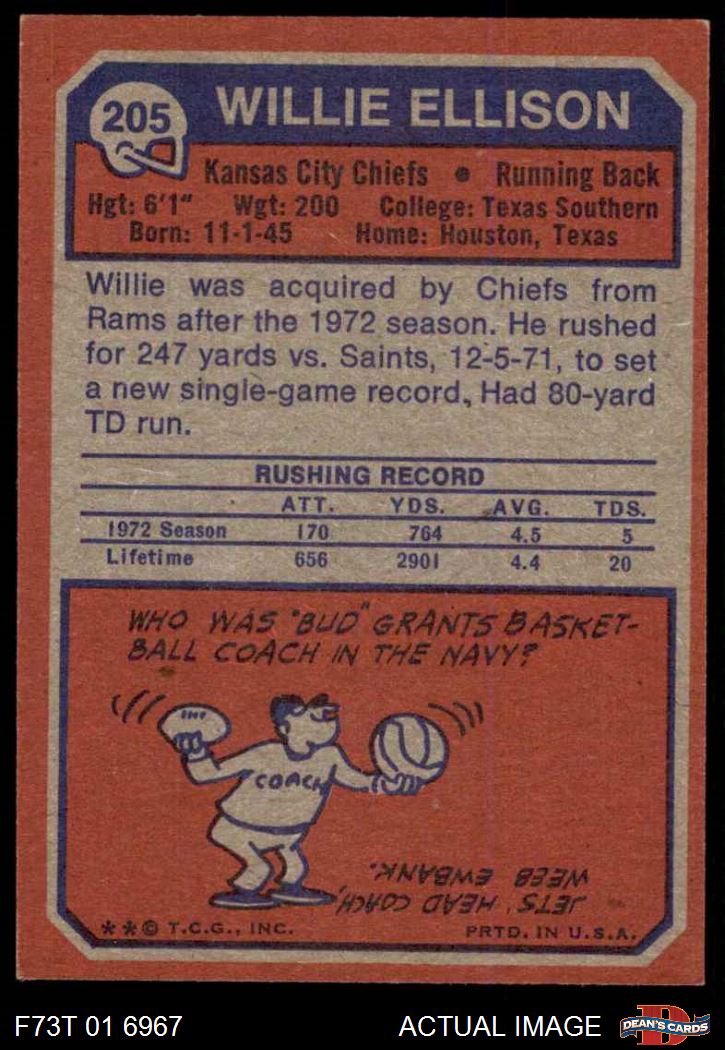 205
WILLIE ELLISON
Kansas City Chiefs • Running Back
Hgt: 6'1" Wgt: 200 College: Texas Southern
Born: 11-1-45 Home: Houston, Texas
Willie was acquired by Chiefs from
Rams after the 1972 season. He rushed
for 247 yards vs. Saints, 12-5-71, to set
a new single-game record, Had 80-yard
TD run.
RUSHING RECORD
ATT. YDS. AVG. TDS.
1972 Season 170 764 4.5 5
Lifetime 656 2901 4.4 20
WHO WAS "BUD" GRANTS BASKET-
BALL COACH IN THE NAVY?
COACH
JETS' HEAD COACH,
WEEB EWBANK.
**© T.C.G., INC. PRTD. IN U.S.A.
F73T 01 6967 ACTUAL IMAGE
D
DEAN'S CARDS